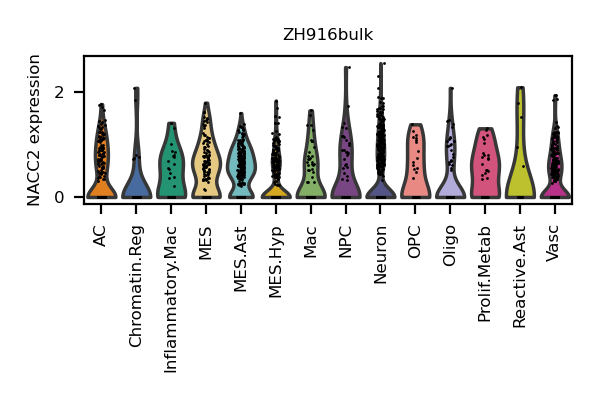 ZH916bulk
NACC2 expression
2
0
AC
Chromatin.Reg
Inflammatory.Mac
MES
MES.Ast
MES.Hyp
Mac
NPC
Neuron
OPC
Oligo
Prolif.Metab
Reactive.Ast
Vasc